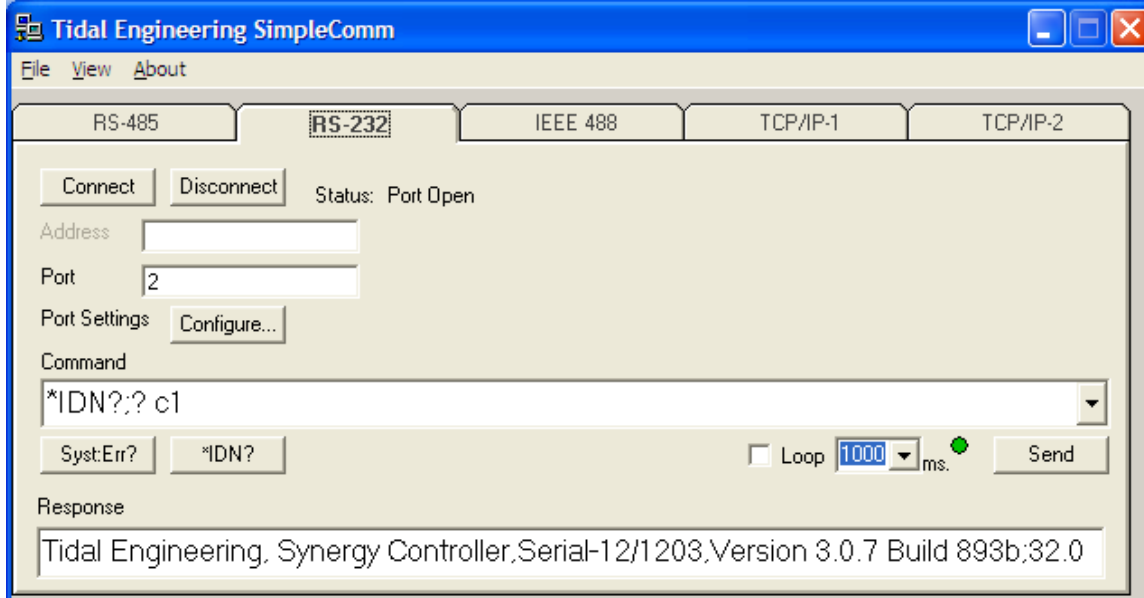 Tidal Engineering SimpleComm
File View About
RS-485 RS-232 IEEE 488 TCP/IP-1 TCP/IP-2
Connect Disconnect Status: Port Open
Address
Port 2
Port Settings Configure...
Command
*IDN?;? c1
Syst:Err? *IDN? Loop 1000 ms. Send
Response
Tidal Engineering, Synergy Controller,Serial-12/1203,Version 3.0.7 Build 893b;32.0